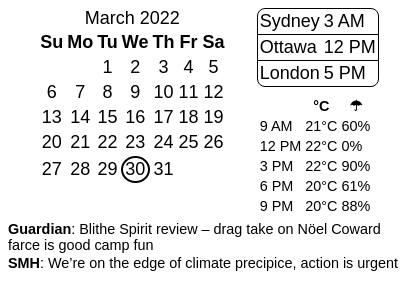 March 2022
Su Mo Tu We Th Fr Sa
1 2 3 4 5
6 7 8 9 10 11 12
13 14 15 16 17 18 19
20 21 22 23 24 25 26
27 28 29 30 31
Sydney 3 AM
Ottawa 12 PM
London 5 PM
°C ☂
9 AM 21°C 60%
12 PM 22°C 0%
3 PM 22°C 90%
6 PM 20°C 61%
9 PM 20°C 88%
Guardian: Blithe Spirit review – drag take on Nöel Coward
farce is good camp fun
SMH: We’re on the edge of climate precipice, action is urgent